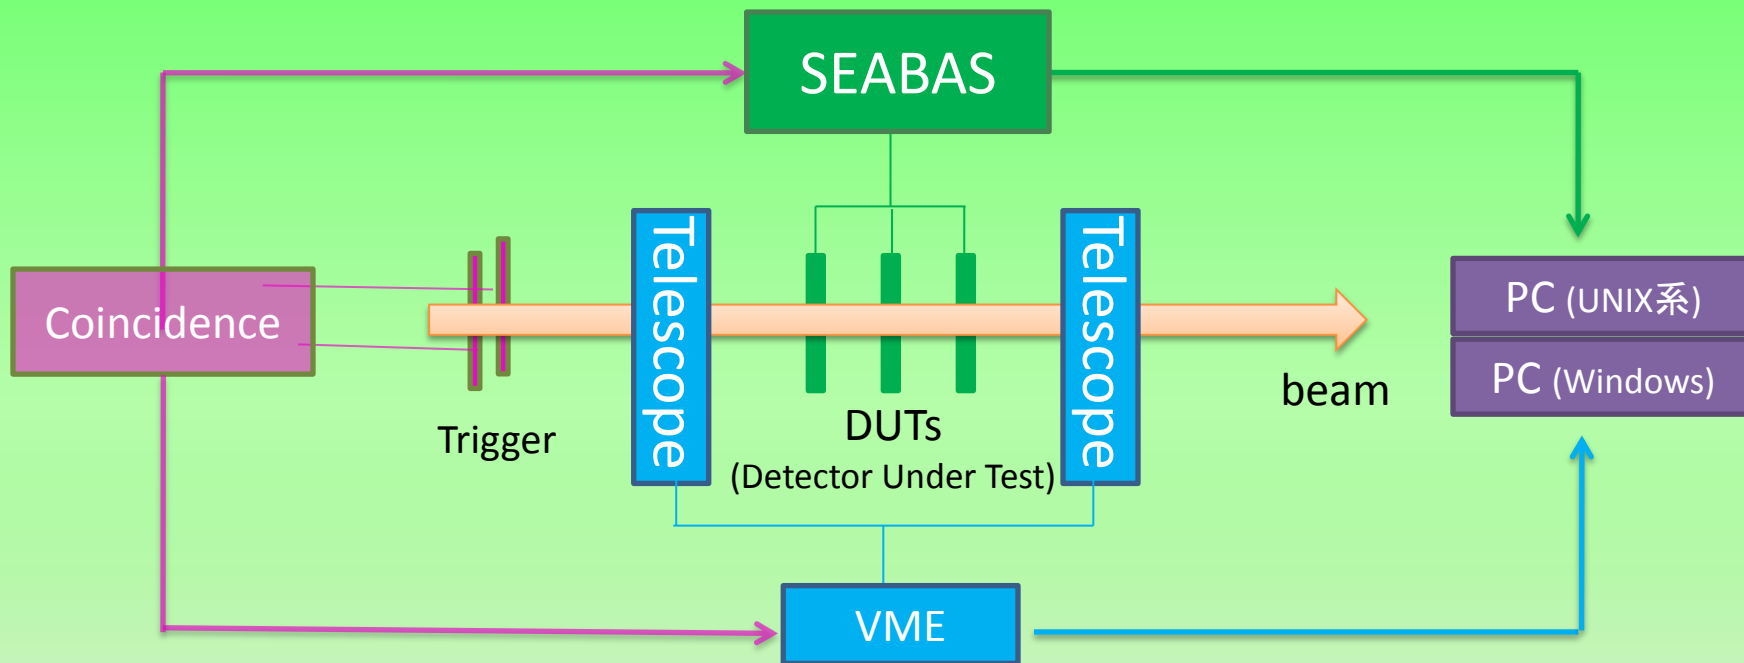 SEABAS
Telescope
Telescope
Coincidence
PC (UNIX系)
PC (Windows)
beam
Trigger
DUTs
(Detector Under Test)
VME